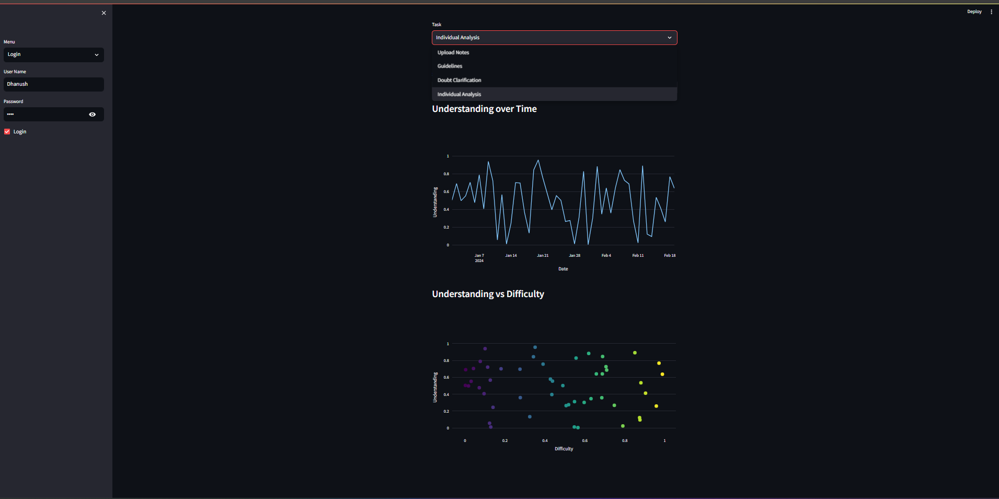 Deploy
Menu
Login
User Name
Dhanush
Password
••••
Login
Task
Individual Analysis
Upload Notes
Guidelines
Doubt Clarification
Individual Analysis
Understanding over Time
1
0.8
0.6
0.4
0.2
0
Understanding
Jan 7 Jan 14 Jan 21 Jan 28 Feb 4 Feb 11 Feb 18
2024
Date
Understanding vs Difficulty
1
0.8
0.6
0.4
0.2
0
Understanding
0 0.2 0.4 0.6 0.8 1
Difficulty